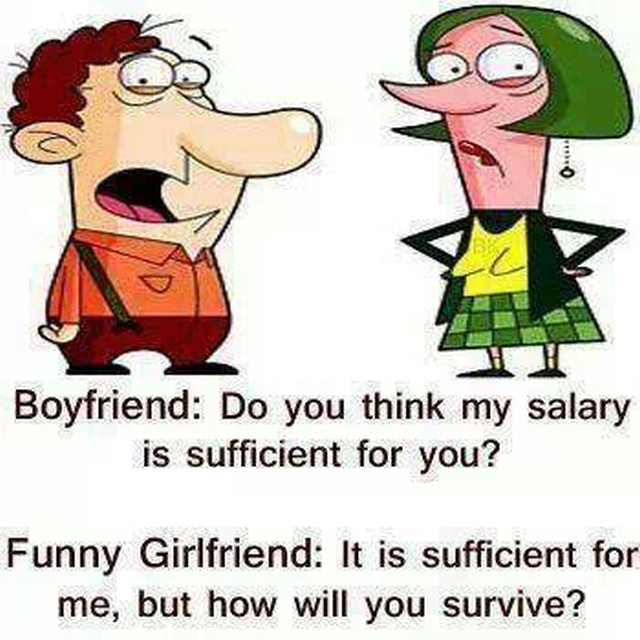 BK
Boyfriend: Do you think my salary
is sufficient for you?
Funny Girlfriend: It is sufficient for
me, but how will you survive?